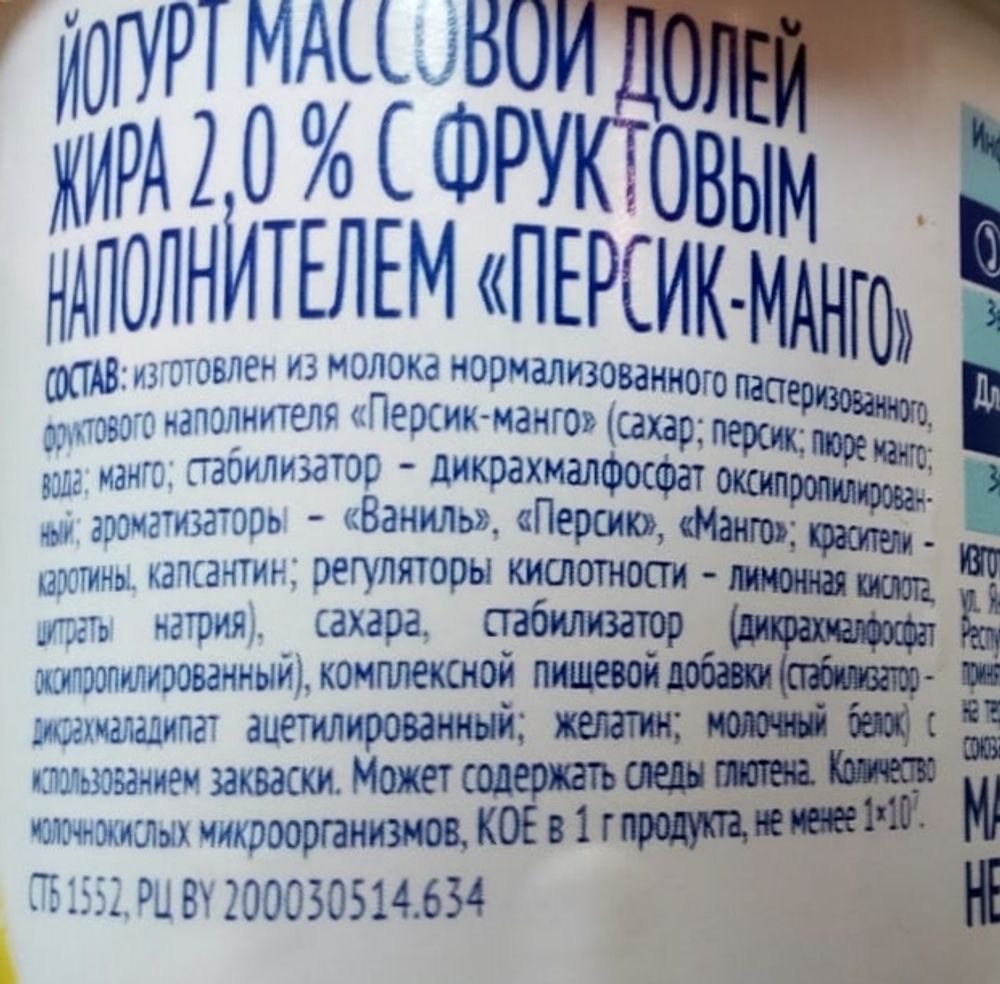 ЙОГУРТ МАССОВОЙ ДОЛЕЙ
ЖИРА 2,0 % С ФРУКТОВЫМ
НАПОЛНИТЕЛЕМ «ПЕРСИК-МАНГО»
СОСТАВ: изготовлен из молока нормализованного пастеризованного,
фруктового наполнителя «Персик-манго» (сахар; персик; пюре манго;
вода; манго; стабилизатор – дикрахмалфосфат оксипропилирован-
ный; ароматизаторы – «Ваниль», «Персик», «Манго»; красители –
каротины, капсантин; регуляторы кислотности – лимонная кислота,
цитраты натрия), сахара, стабилизатор (дикрахмалфосфат
оксипропилированный), комплексной пищевой добавки (стабилизатор –
дикрахмаладипат ацетилированный; желатин; молочный белок) с
использованием закваски. Может содержать следы глютена. Количество
молочнокислых микроорганизмов, КОЕ в 1 г продукта, не менее 1×10⁷.
СТБ 1552, РЦ BY 200030514.634